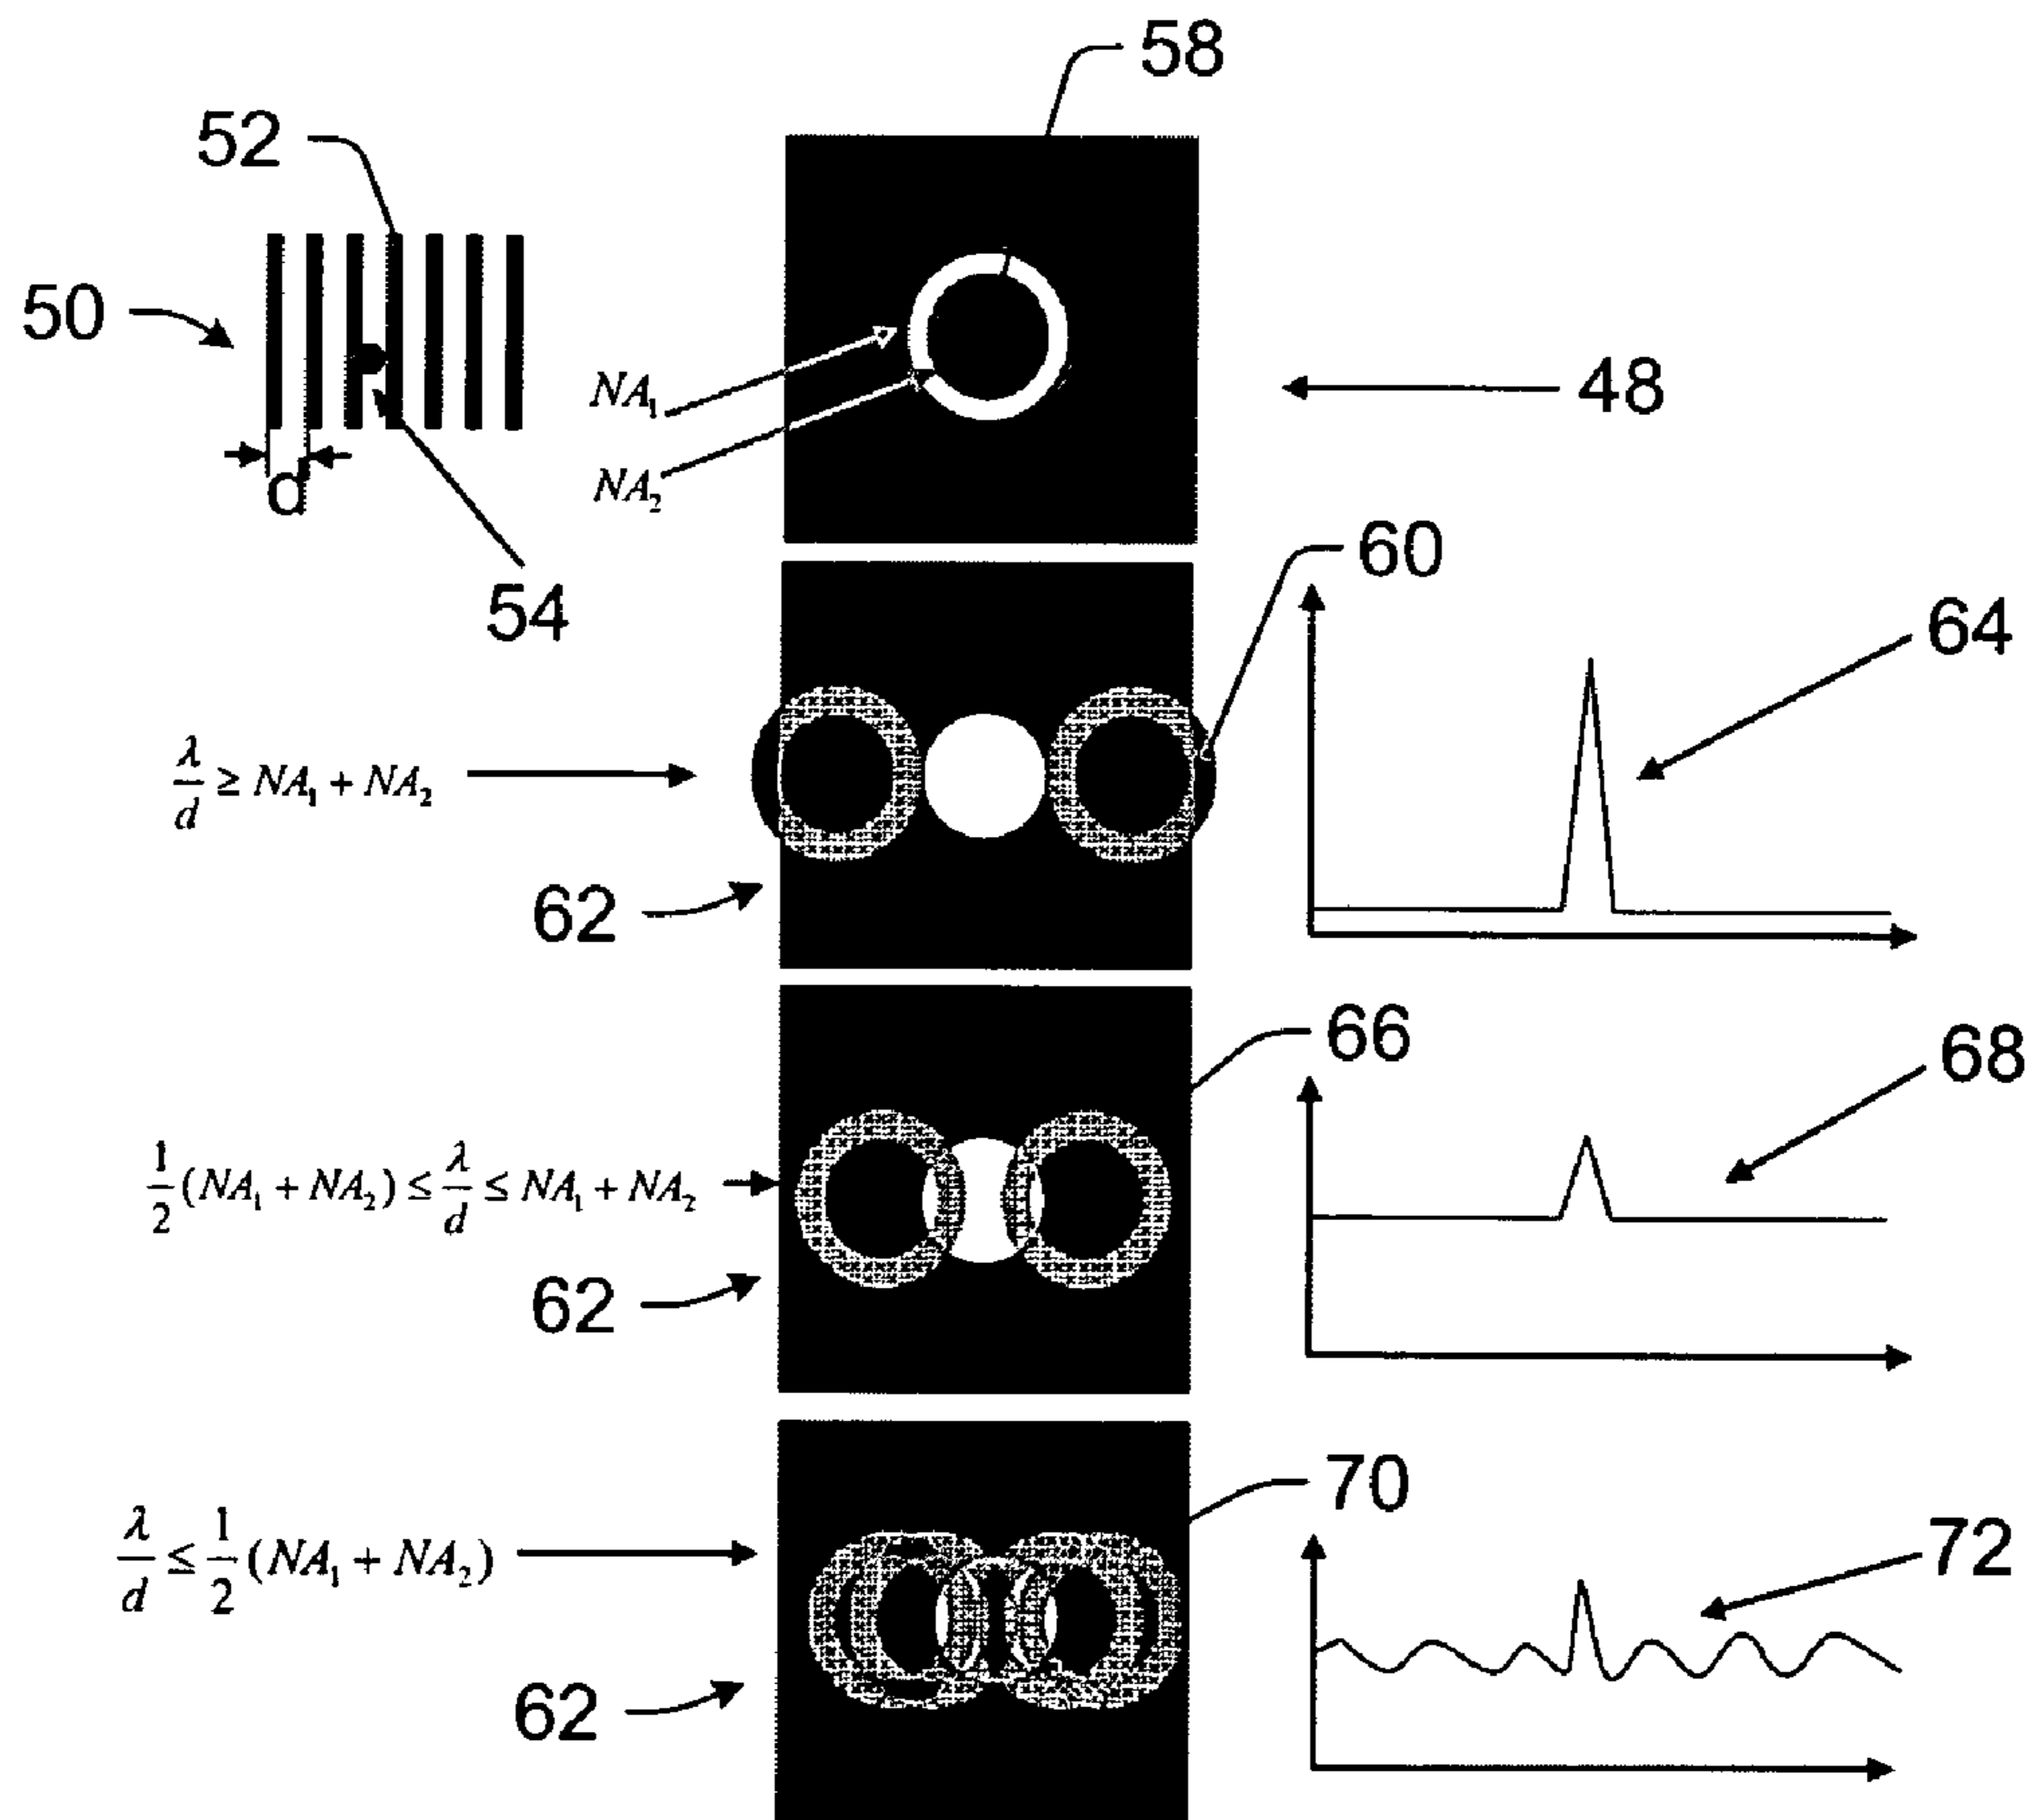 58
52
50
NA₁
48
NA₂
d
54
60
64
λ/d ≥ NA₁ + NA₂
62
66
68
1/2 (NA₁ + NA₂) ≤ λ/d ≤ NA₁ + NA₂
62
70
72
λ/d ≤ 1/2 (NA₁ + NA₂)
62